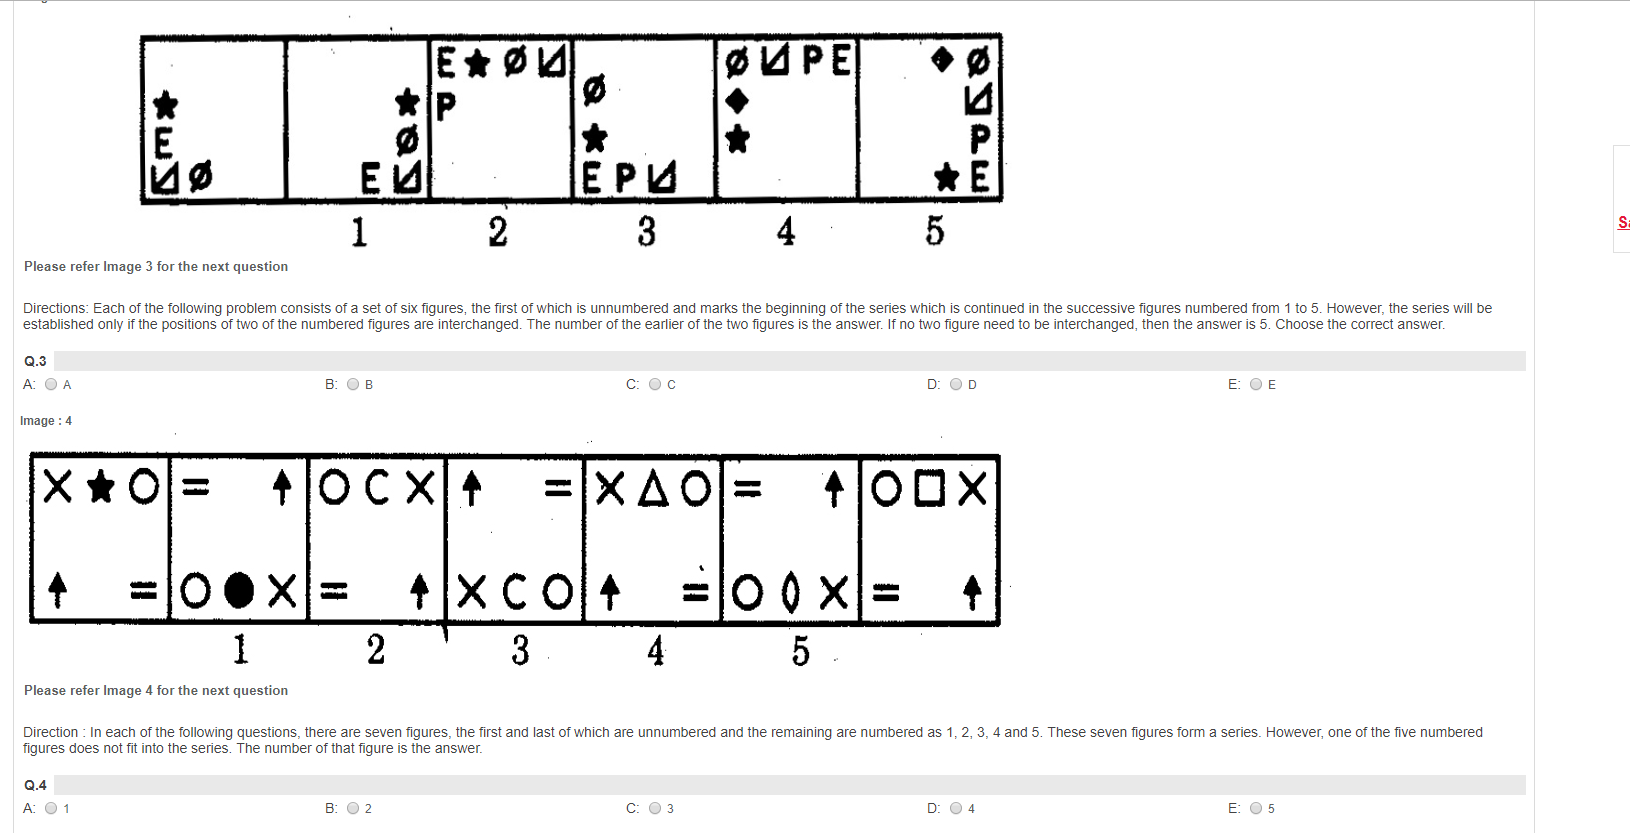 E ★ Ø P
★ ★ P Ø
E Ø ★ P
Ø E E P ★ E
1 2 3 4 5
Please refer Image 3 for the next question
Directions: Each of the following problem consists of a set of six figures, the first of which is unnumbered and marks the beginning of the series which is continued in the successive figures numbered from 1 to 5. However, the series will be
established only if the positions of two of the numbered figures are interchanged. The number of the earlier of the two figures is the answer. If no two figure need to be interchanged, then the answer is 5. Choose the correct answer.
Q.3
A: A B: B C: C D: D E: E
Image : 4
X ★ O = ↑ O C X ↑ = X △ O = ↑ O □ X
↑ = O ● X = ↑ X C O ↑ = O ◊ X = ↑
1 2 3 4 5
Please refer Image 4 for the next question
Direction : In each of the following questions, there are seven figures, the first and last of which are unnumbered and the remaining are numbered as 1, 2, 3, 4 and 5. These seven figures form a series. However, one of the five numbered
figures does not fit into the series. The number of that figure is the answer.
Q.4
A: 1 B: 2 C: 3 D: 4 E: 5